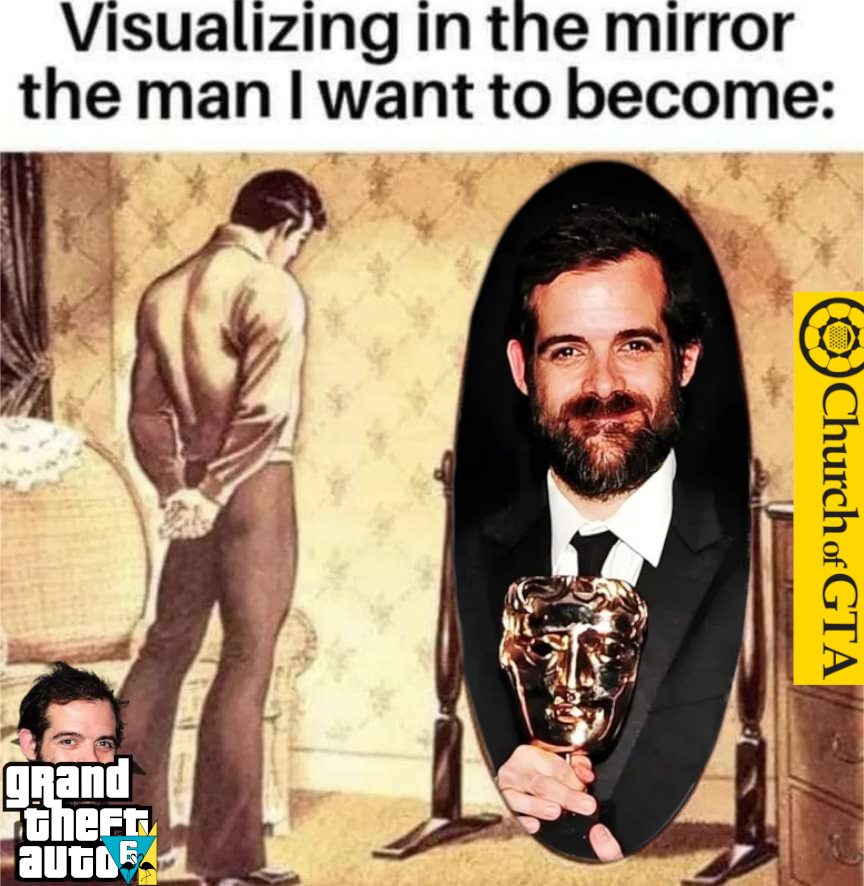 Visualizing in the mirror
the man I want to become:
Church of GTA
grand
theft
auto 6